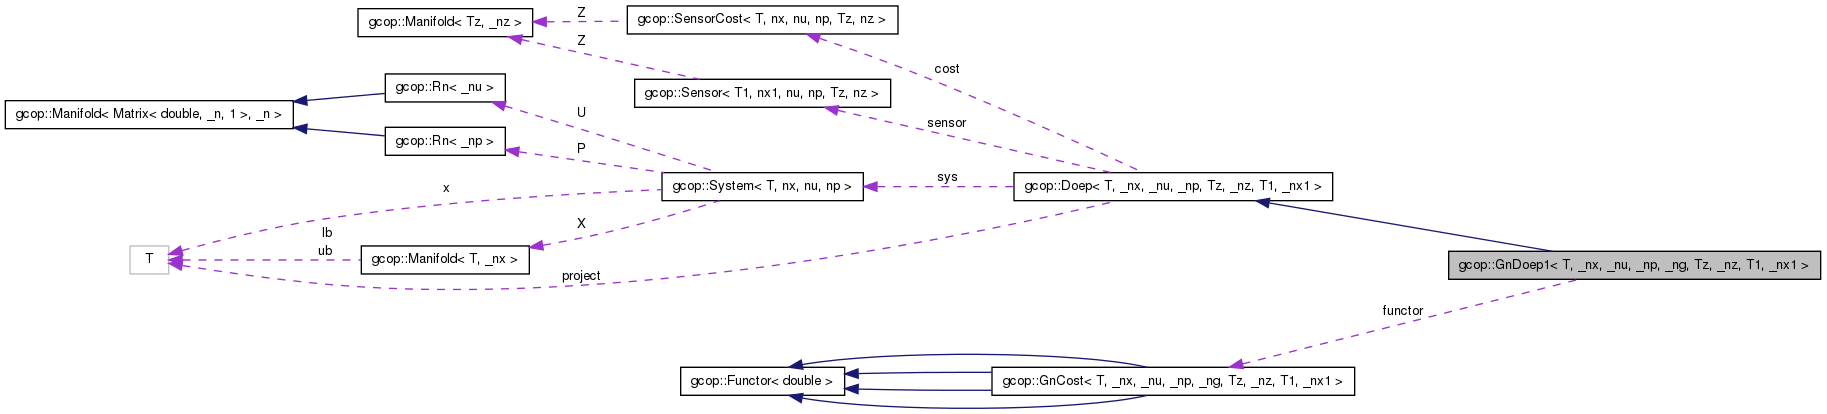 gcop::Manifold< Tz, _nz >
Z
Z
gcop::SensorCost< T, nx, nu, np, Tz, nz >
cost
gcop::Rn< _nu >
gcop::Sensor< T1, nx1, nu, np, Tz, nz >
gcop::Manifold< Matrix< double, _n, 1 >, _n >
U
sensor
gcop::Rn< _np >
P
x
gcop::System< T, nx, nu, np >
sys
gcop::Doep< T, _nx, _nu, _np, Tz, _nz, T1, _nx1 >
lb
ub
X
T
gcop::Manifold< T, _nx >
project
gcop::GnDoep1< T, _nx, _nu, _np, _ng, Tz, _nz, T1, _nx1 >
functor
gcop::Functor< double >
gcop::GnCost< T, _nx, _nu, _np, _ng, Tz, _nz, T1, _nx1 >